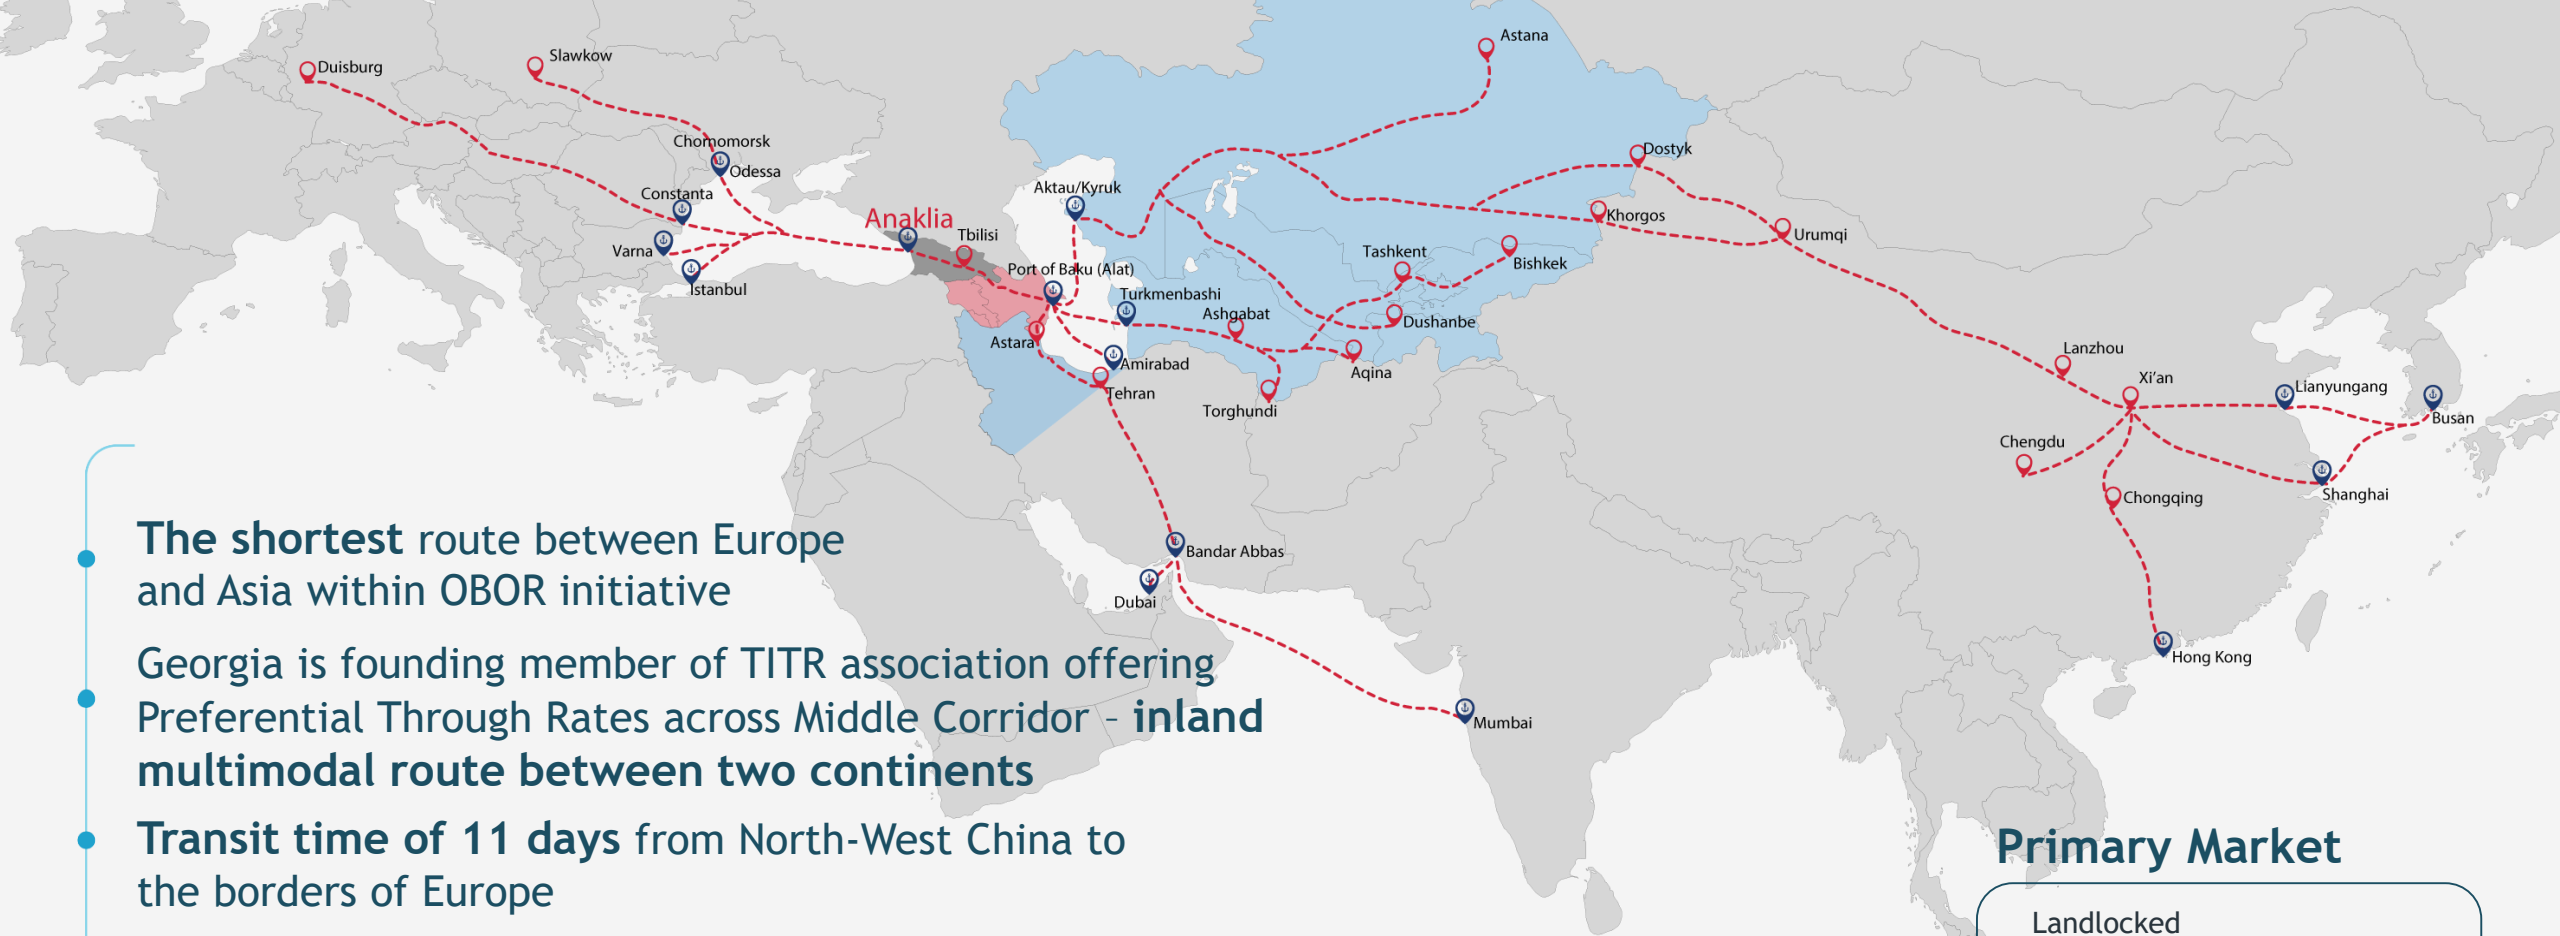 Astana
Slawkow
Duisburg
Chornomorsk
Odessa
Dostyk
Constanta
Aktau/Kyruk
Anaklia
Khorgos
Tbilisi
Urumqi
Varna
Tashkent
Bishkek
Port of Baku (Alat)
Istanbul
Turkmenbashi
Ashgabat
Dushanbe
Astara
Lanzhou
Amirabad
Aqina
Xi'an
Tehran
Lianyungang
Torghundi
Busan
Chengdu
Shanghai
Chongqing
The shortest route between Europe
and Asia within OBOR initiative
Bandar Abbas
Dubai
Hong Kong
Georgia is founding member of TITR association offering
Preferential Through Rates across Middle Corridor – inland
multimodal route between two continents
Mumbai
Transit time of 11 days from North-West China to
the borders of Europe
Primary Market
Landlocked